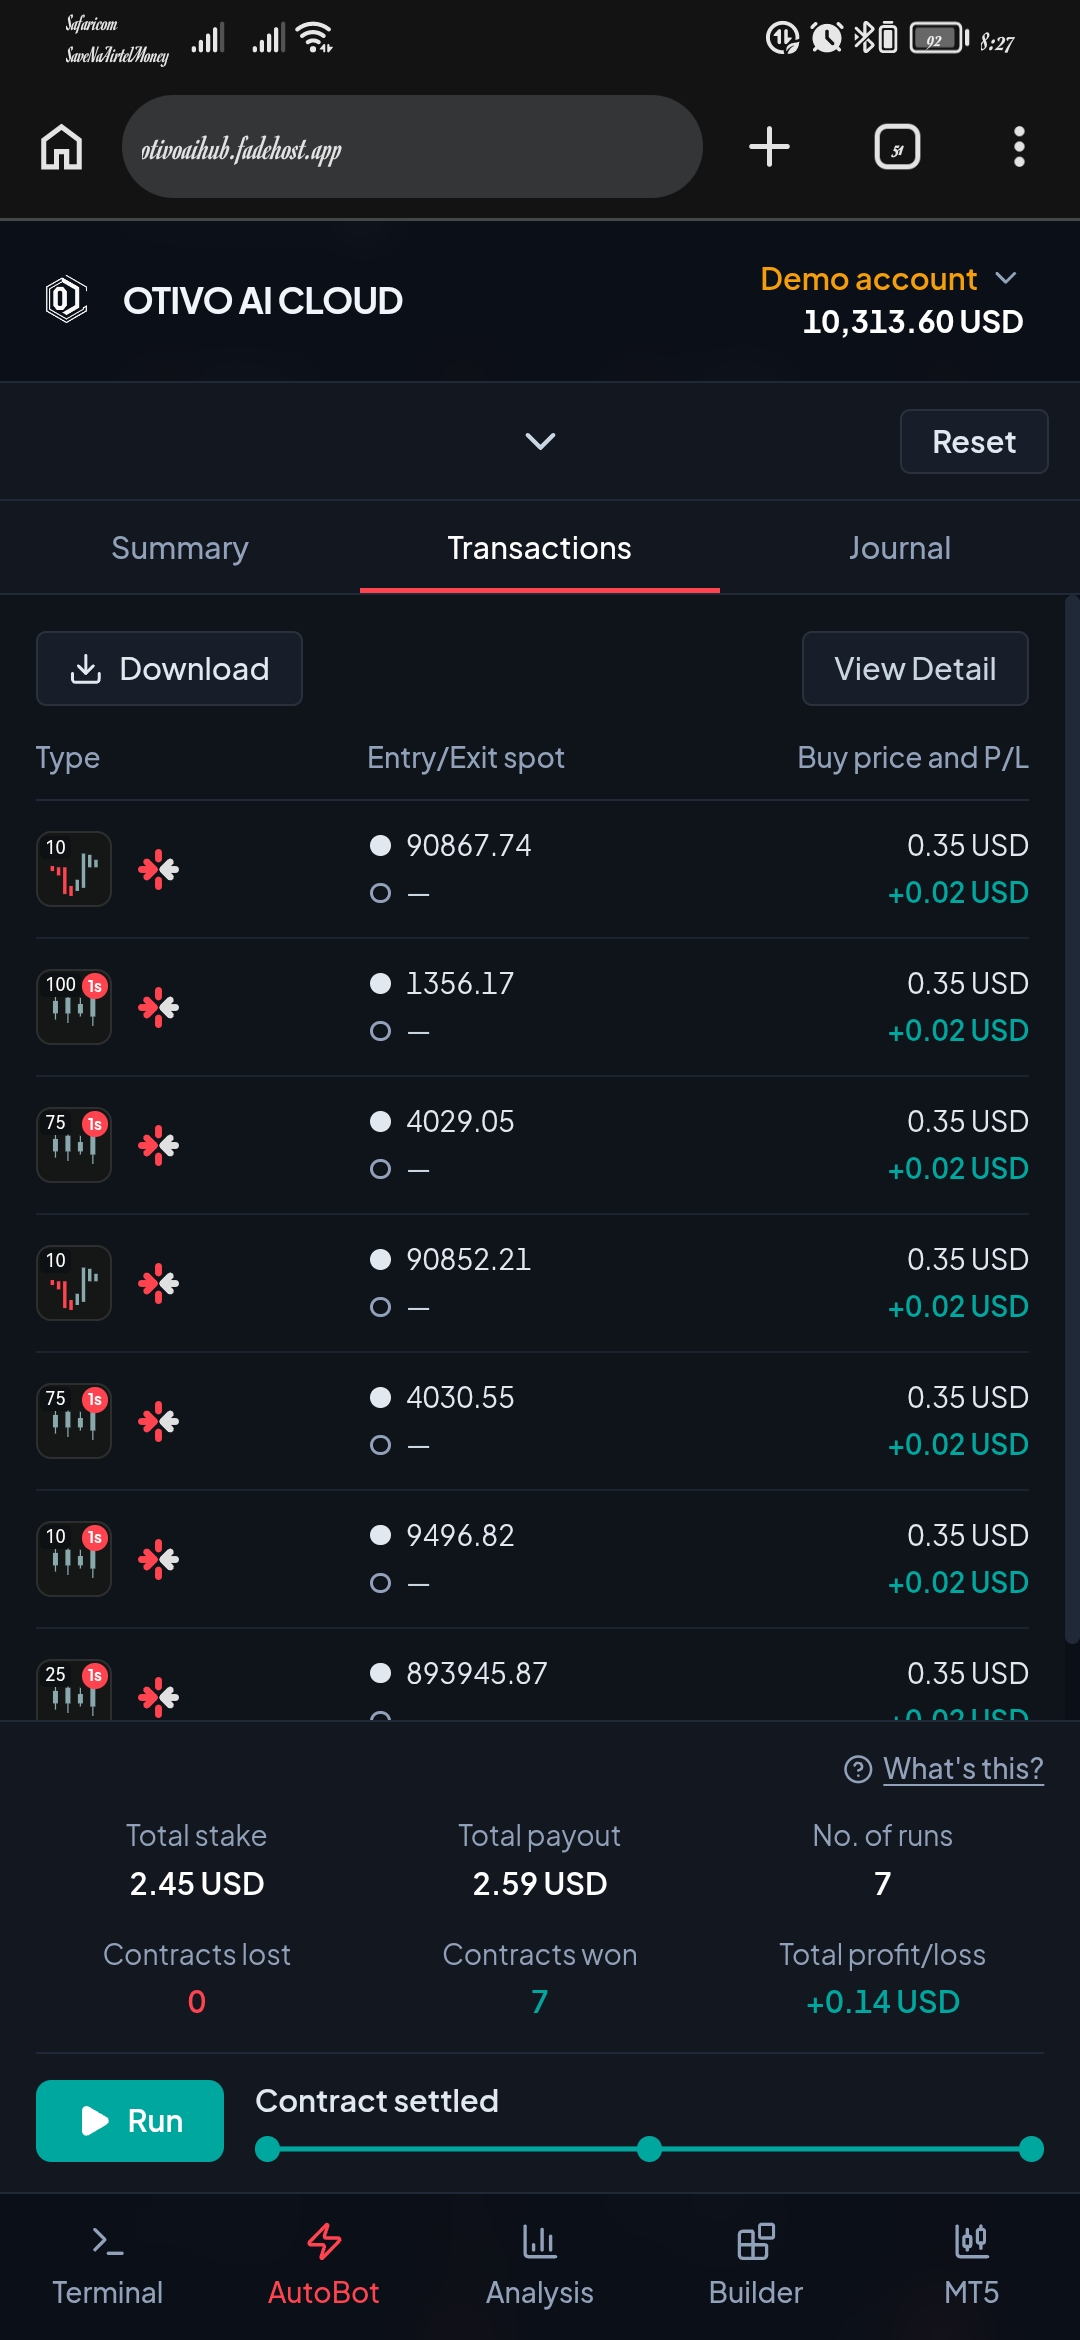 Safaricom
SaveNaAirtelMoney
92
8:27
otivoaihub.fadehost.app
51
OTIVO AI CLOUD
Demo account
10,313.60 USD
Reset
Summary
Transactions
Journal
Download
View Detail
Type
Entry/Exit spot
Buy price and P/L
10
90867.74
0.35 USD
—
+0.02 USD
100 1s
1356.17
0.35 USD
—
+0.02 USD
75 1s
4029.05
0.35 USD
—
+0.02 USD
10
90852.21
0.35 USD
—
+0.02 USD
75 1s
4030.55
0.35 USD
—
+0.02 USD
10 1s
9496.82
0.35 USD
—
+0.02 USD
25 1s
893945.87
0.35 USD
+0.02 USD
What's this?
Total stake
2.45 USD
Total payout
2.59 USD
No. of runs
7
Contracts lost
0
Contracts won
7
Total profit/loss
+0.14 USD
Run
Contract settled
Terminal
AutoBot
Analysis
Builder
MT5